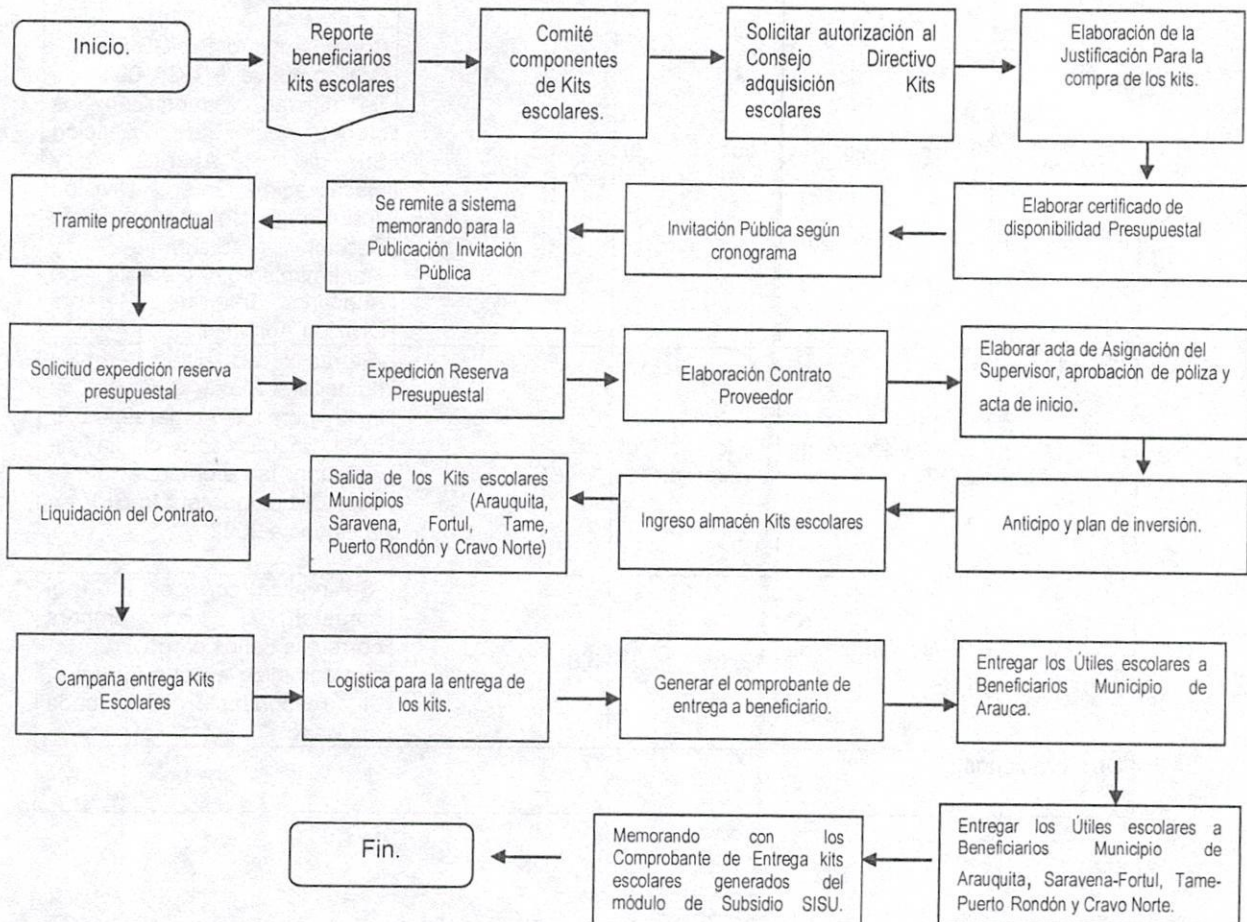 Inicio.
Reporte
beneficiarios
kits escolares
Comité
componentes
de Kits
escolares.
Solicitar autorización al
Consejo Directivo
adquisición Kits
escolares
Elaboración de la
Justificación Para la
compra de los kits.
Elaborar certificado de
disponibilidad Presupuestal
Invitación Pública según
cronograma
Se remite a sistema
memorando para la
Publicación Invitación
Pública
Tramite precontractual
Solicitud expedición reserva
presupuestal
Expedición Reserva
Presupuestal
Elaboración Contrato
Proveedor
Elaborar acta de Asignación del
Supervisor, aprobación de póliza y
acta de inicio.
Anticipo y plan de inversión.
Ingreso almacén Kits escolares
Salida de los Kits escolares
Municipios (Arauquita,
Saravena, Fortul, Tame,
Puerto Rondón y Cravo Norte)
Liquidación del Contrato.
Campaña entrega Kits
Escolares
Logística para la entrega de
los kits.
Generar el comprobante de
entrega a beneficiario.
Entregar los Útiles escolares a
Beneficiarios Municipio de
Arauca.
Entregar los Útiles escolares a
Beneficiarios Municipio de
Arauquita, Saravena-Fortul, Tame-
Puerto Rondón y Cravo Norte.
Memorando con los
Comprobante de Entrega kits
escolares generados del
módulo de Subsidio SISU.
Fin.